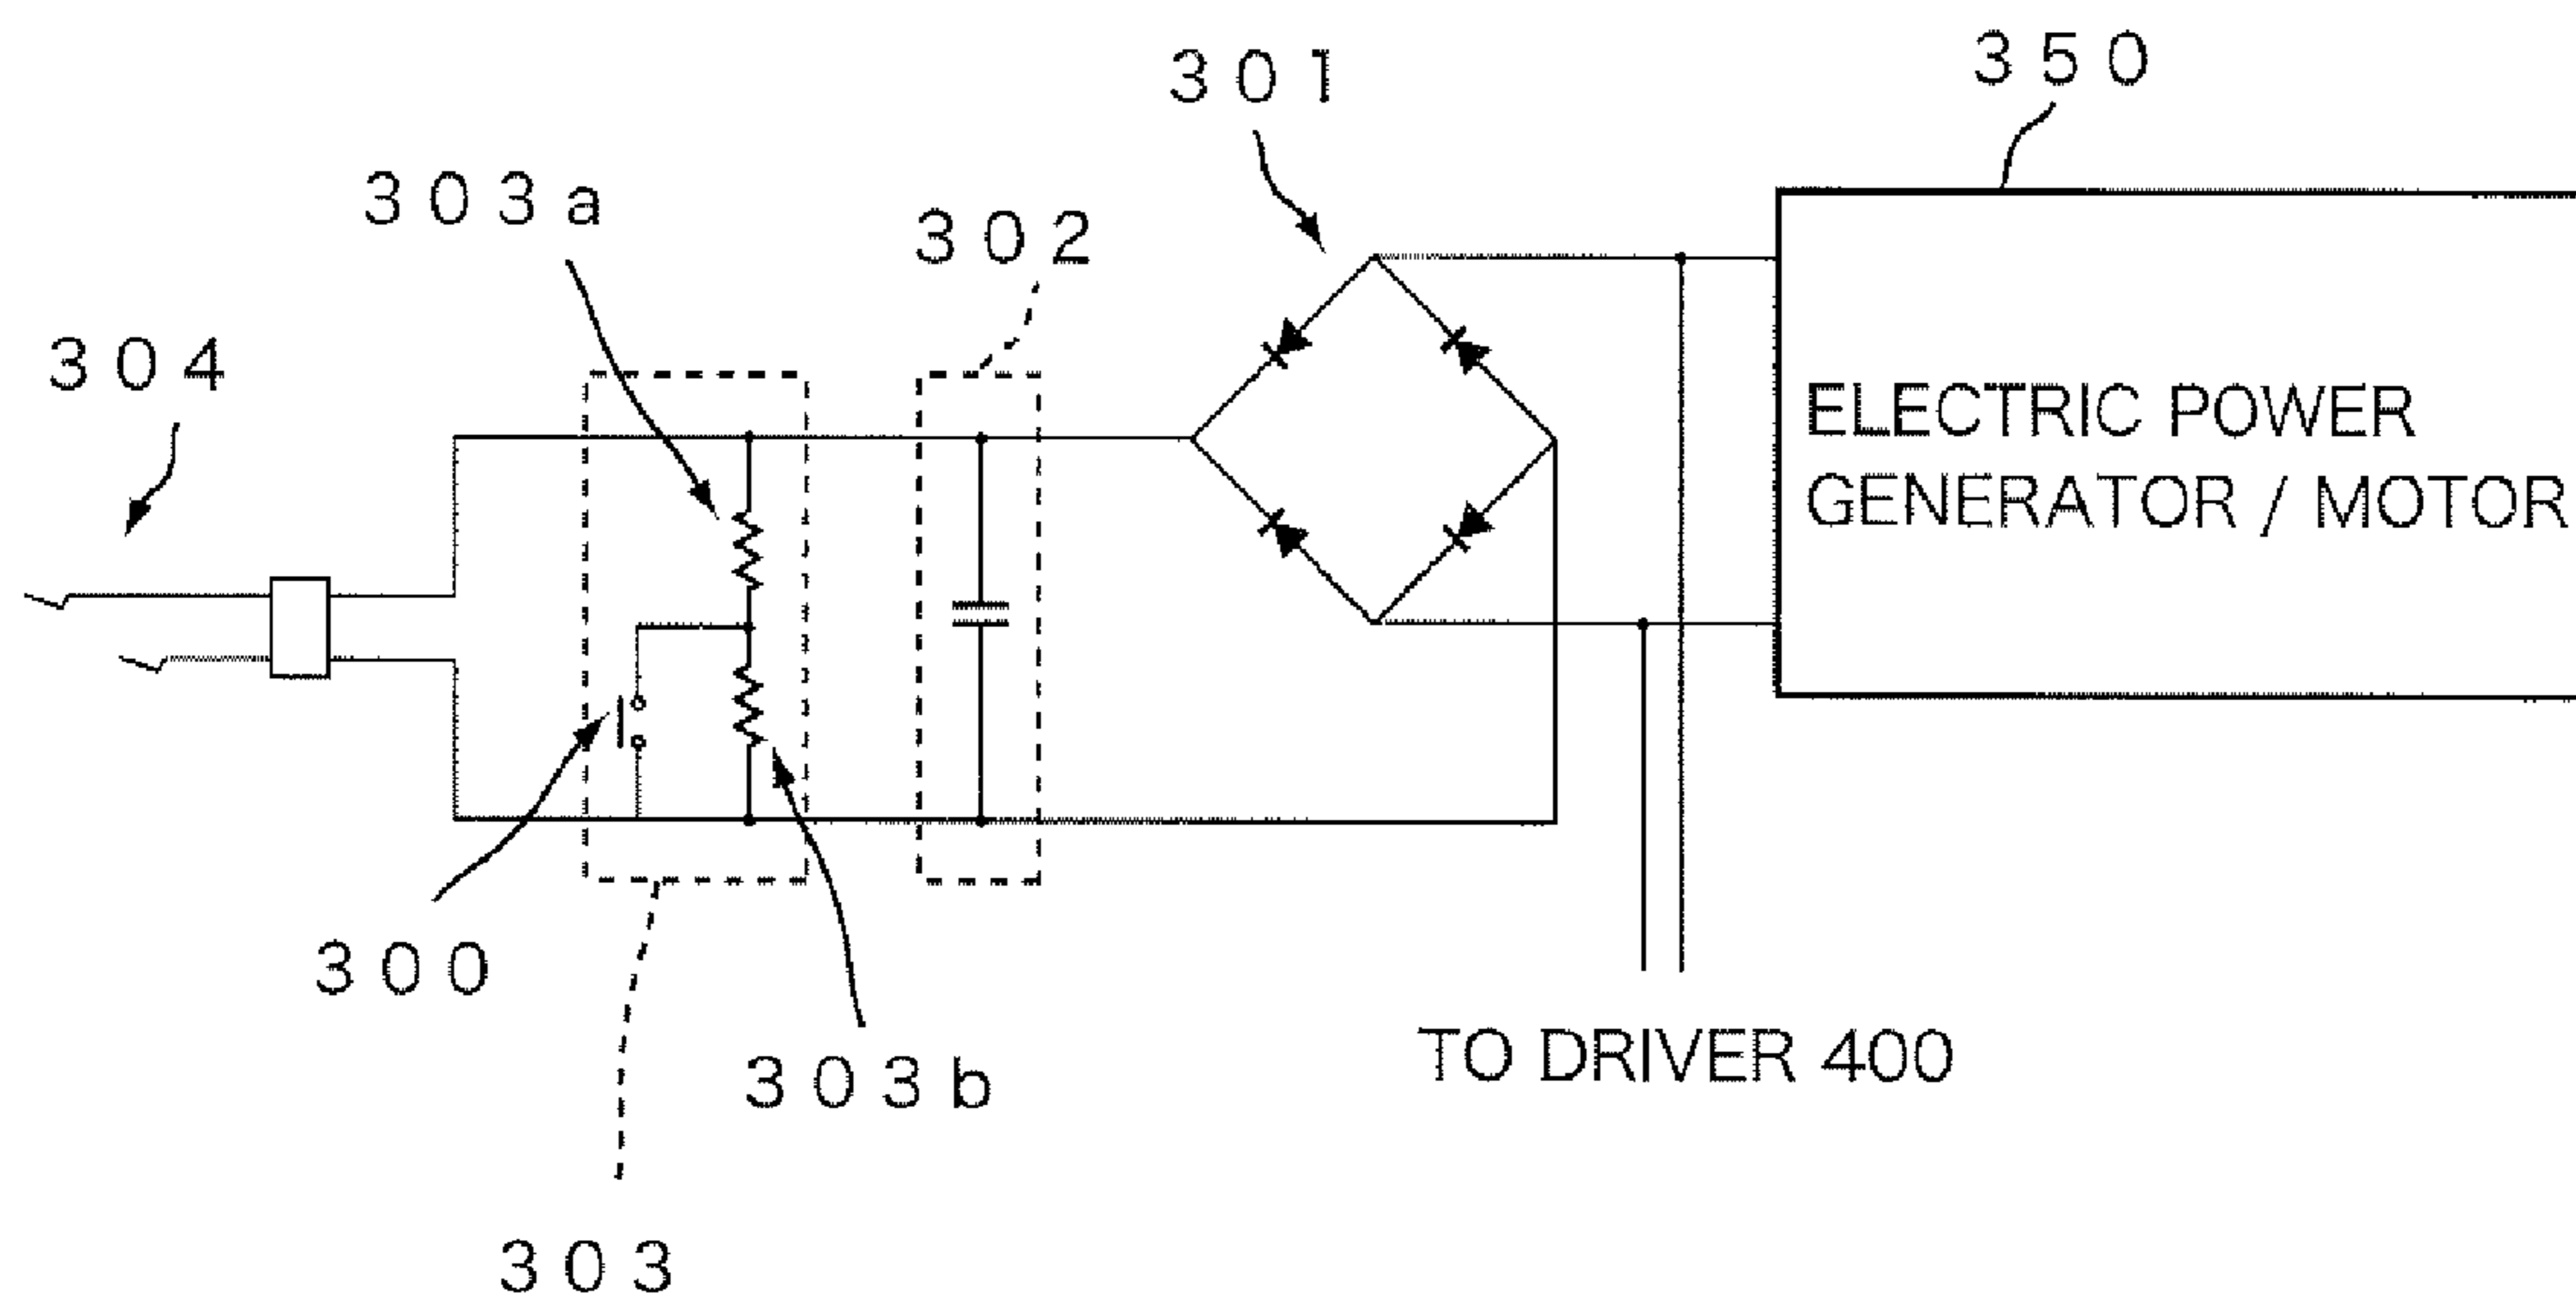 350
301
303a
302
304
ELECTRIC POWER
GENERATOR / MOTOR
300
303b
TO DRIVER 400
303